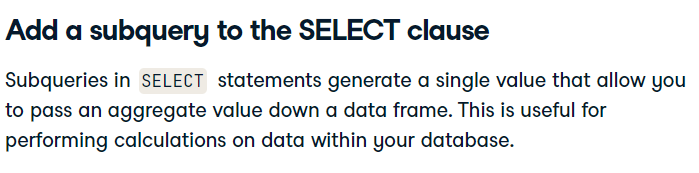 Add a subquery to the SELECT clause
Subqueries in SELECT statements generate a single value that allow you
to pass an aggregate value down a data frame. This is useful for
performing calculations on data within your database.